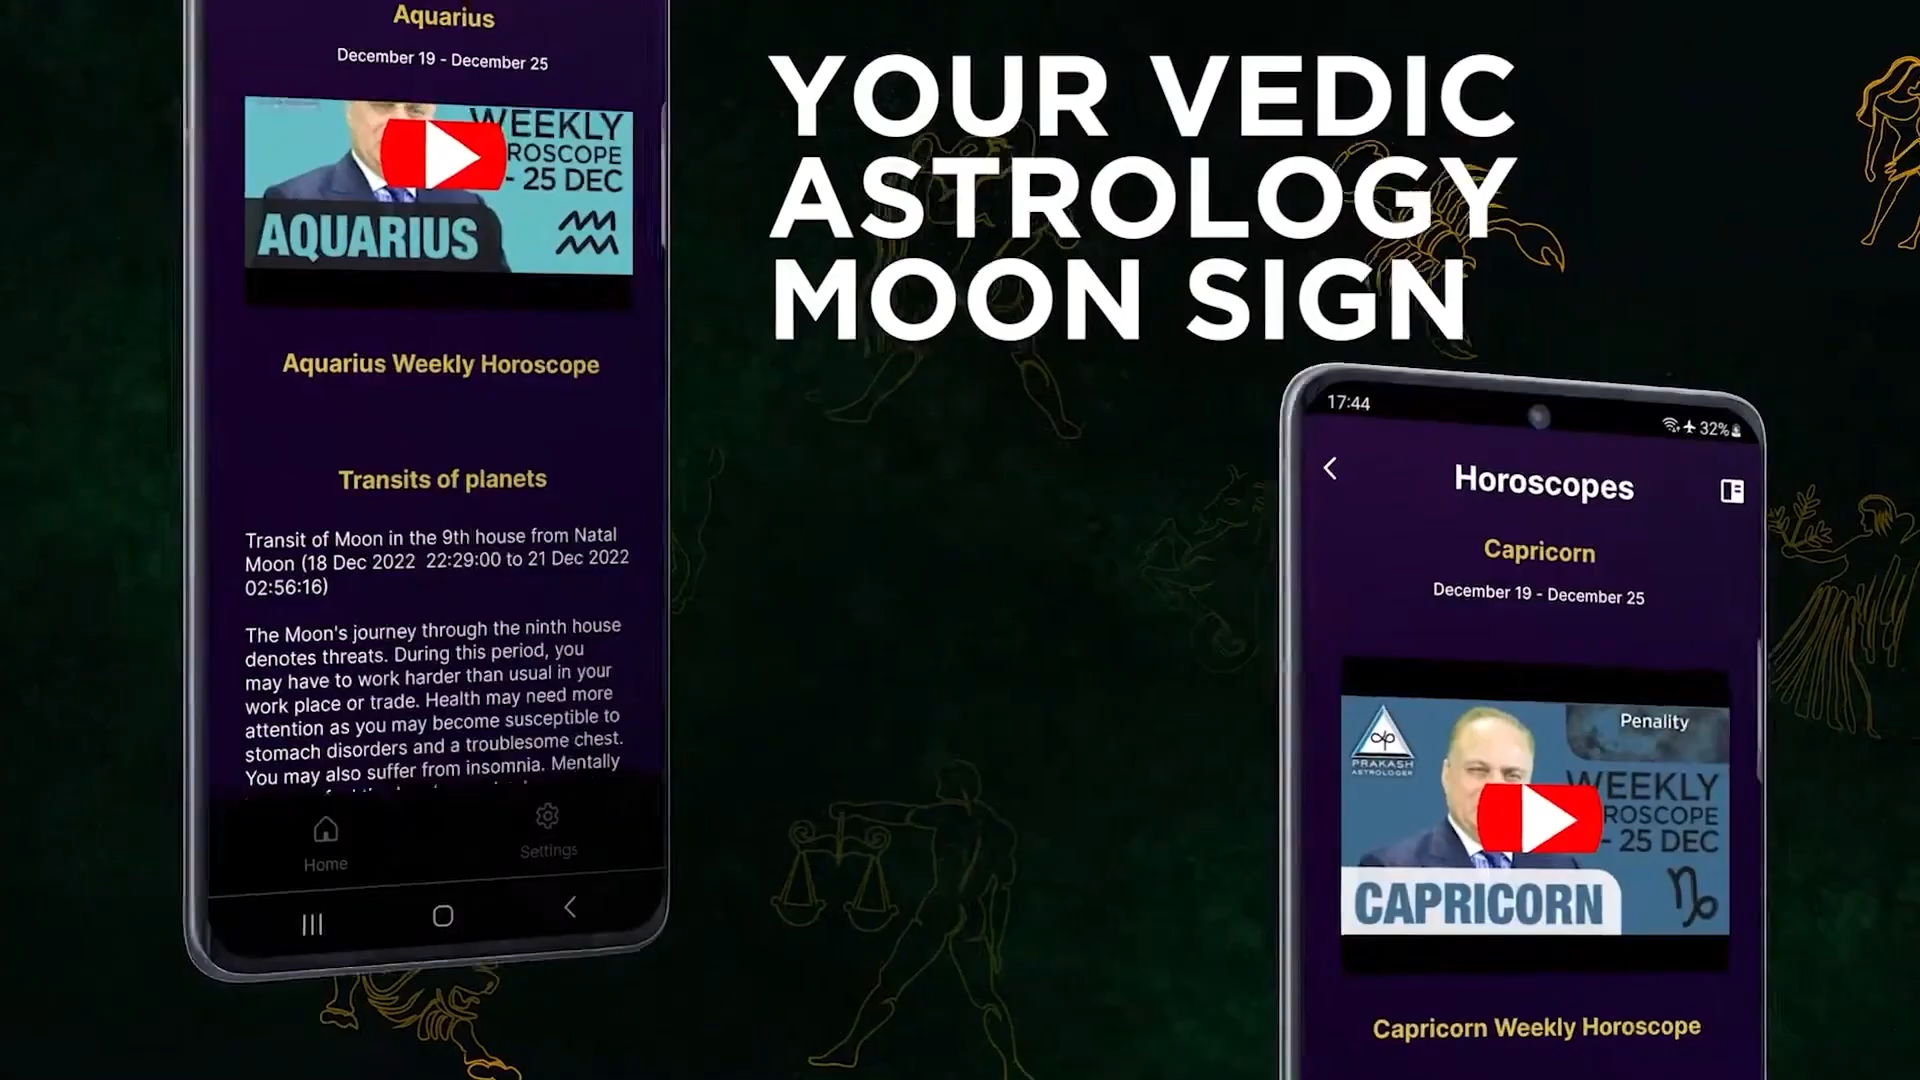 Aquarius
December 19 - December 25
WEEKLY
ROSCOPE
- 25 DEC
AQUARIUS
Aquarius Weekly Horoscope
Transits of planets
Transit of Moon in the 9th house from Natal
Moon (18 Dec 2022 22:29:00 to 21 Dec 2022
02:56:16)
The Moon's journey through the ninth house
denotes threats. During this period, you
may have to work harder than usual in your
work place or trade. Health may need more
attention as you may become susceptible to
stomach disorders and a troublesome chest.
You may also suffer from insomnia. Mentally
Home
Settings
YOUR VEDIC
ASTROLOGY
MOON SIGN
17:44
32%
Horoscopes
Capricorn
December 19 - December 25
PRAKASH
ASTROLOGER
Penality
WEEKLY
ROSCOPE
- 25 DEC
CAPRICORN
Capricorn Weekly Horoscope